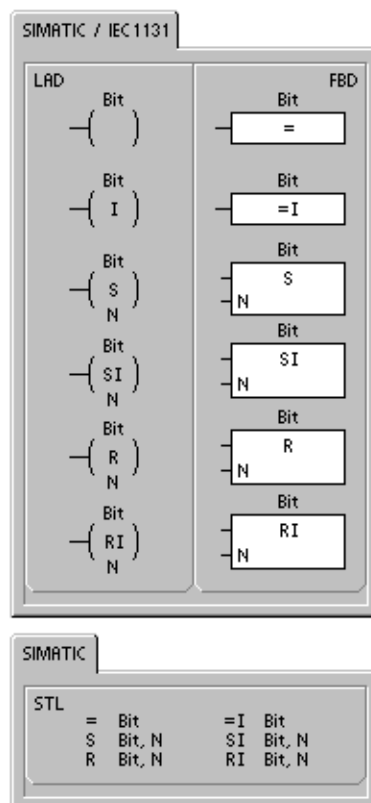 SIMATIC / IEC1131
LAD
FBD
Bit
Bit
=
Bit
I
Bit
=I
Bit
S
N
Bit
S
N
Bit
SI
N
Bit
SI
N
Bit
R
N
Bit
R
N
Bit
RI
N
Bit
RI
N
SIMATIC
STL
= Bit =I Bit
S Bit, N SI Bit, N
R Bit, N RI Bit, N